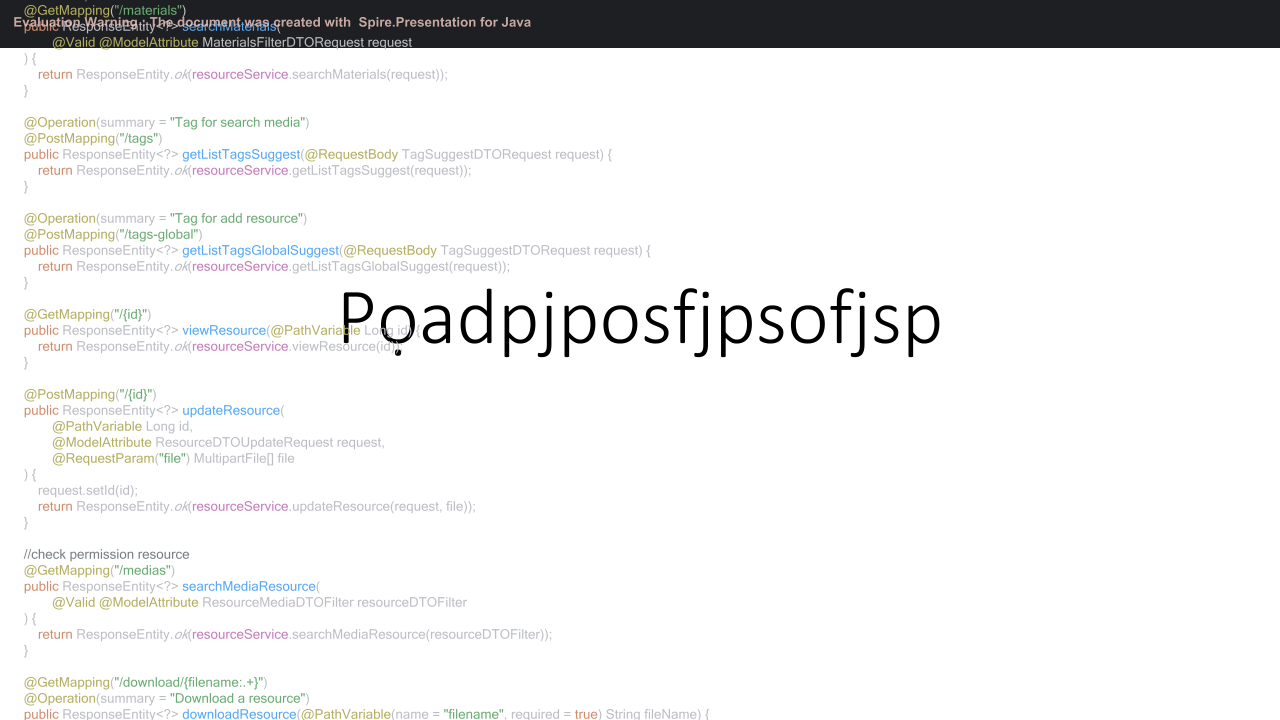 @GetMapping("/materials")
Evaluation Warning : The document was created with Spire.Presentation for Java
public ResponseEntity<?> searchMaterials(
@Valid @ModelAttribute MaterialsFilterDTORequest request
) {
return ResponseEntity.ok(resourceService.searchMaterials(request));
}
@Operation(summary = "Tag for search media")
@PostMapping("/tags")
public ResponseEntity<?> getListTagsSuggest(@RequestBody TagSuggestDTORequest request) {
return ResponseEntity.ok(resourceService.getListTagsSuggest(request));
}
@Operation(summary = "Tag for add resource")
@PostMapping("/tags-global")
public ResponseEntity<?> getListTagsGlobalSuggest(@RequestBody TagSuggestDTORequest request) {
return ResponseEntity.ok(resourceService.getListTagsGlobalSuggest(request));
}
Pọadpjposfjpsofjsp
@GetMapping("/{id}")
public ResponseEntity<?> viewResource(@PathVariable Long id) {
return ResponseEntity.ok(resourceService.viewResource(id));
}
@PostMapping("/{id}")
public ResponseEntity<?> updateResource(
@PathVariable Long id,
@ModelAttribute ResourceDTOUpdateRequest request,
@RequestParam("file") MultipartFile[] file
) {
request.setId(id);
return ResponseEntity.ok(resourceService.updateResource(request, file));
}
//check permission resource
@GetMapping("/medias")
public ResponseEntity<?> searchMediaResource(
@Valid @ModelAttribute ResourceMediaDTOFilter resourceDTOFilter
) {
return ResponseEntity.ok(resourceService.searchMediaResource(resourceDTOFilter));
}
@GetMapping("/download/{filename:.+}")
@Operation(summary = "Download a resource")
public ResponseEntity<?> downloadResource(@PathVariable(name = "filename", required = true) String fileName) {